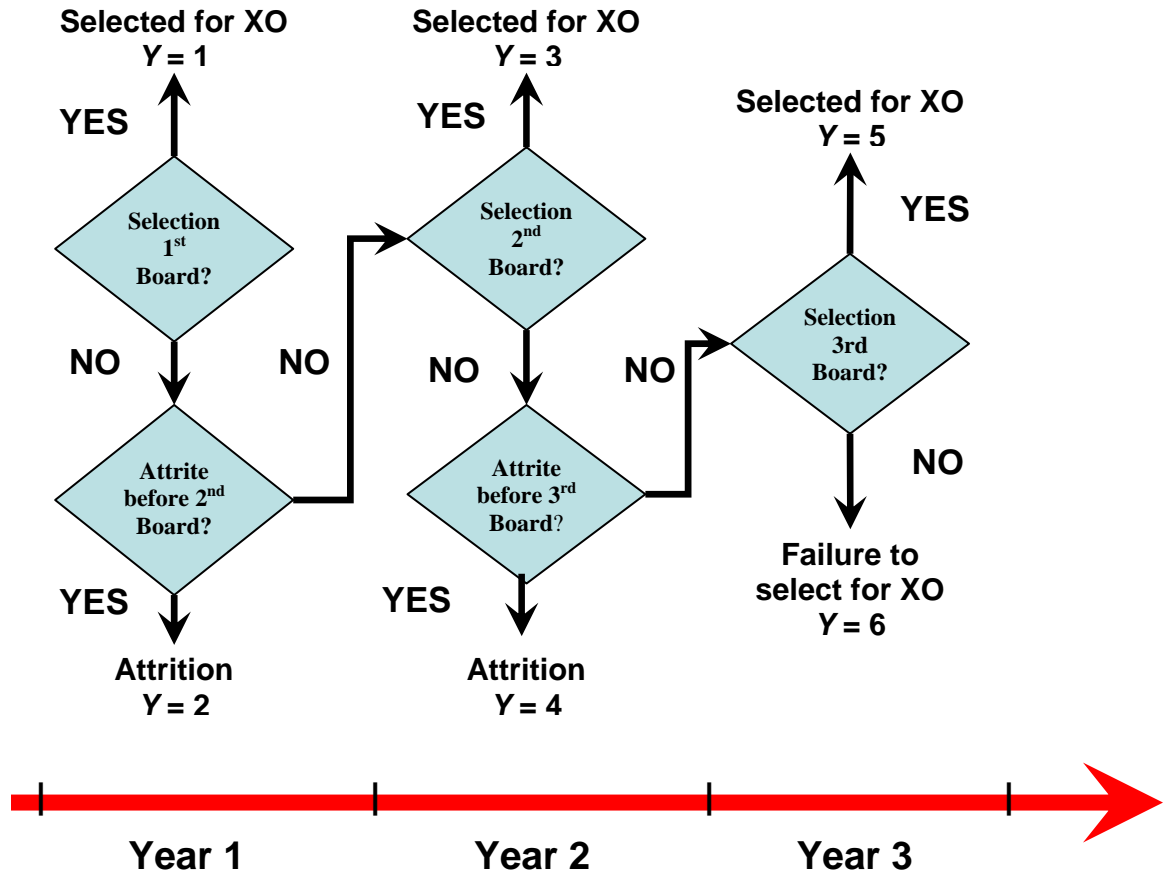 Selected for XO
Y = 1
YES
Selection
1st
Board?
NO
Attrite
before 2nd
Board?
YES
Attrition
Y = 2
NO
Selected for XO
Y = 3
YES
Selection
2nd
Board?
NO
Attrite
before 3rd
Board?
YES
Attrition
Y = 4
NO
Selected for XO
Y = 5
YES
Selection
3rd
Board?
NO
Failure to
select for XO
Y = 6
Year 1
Year 2
Year 3